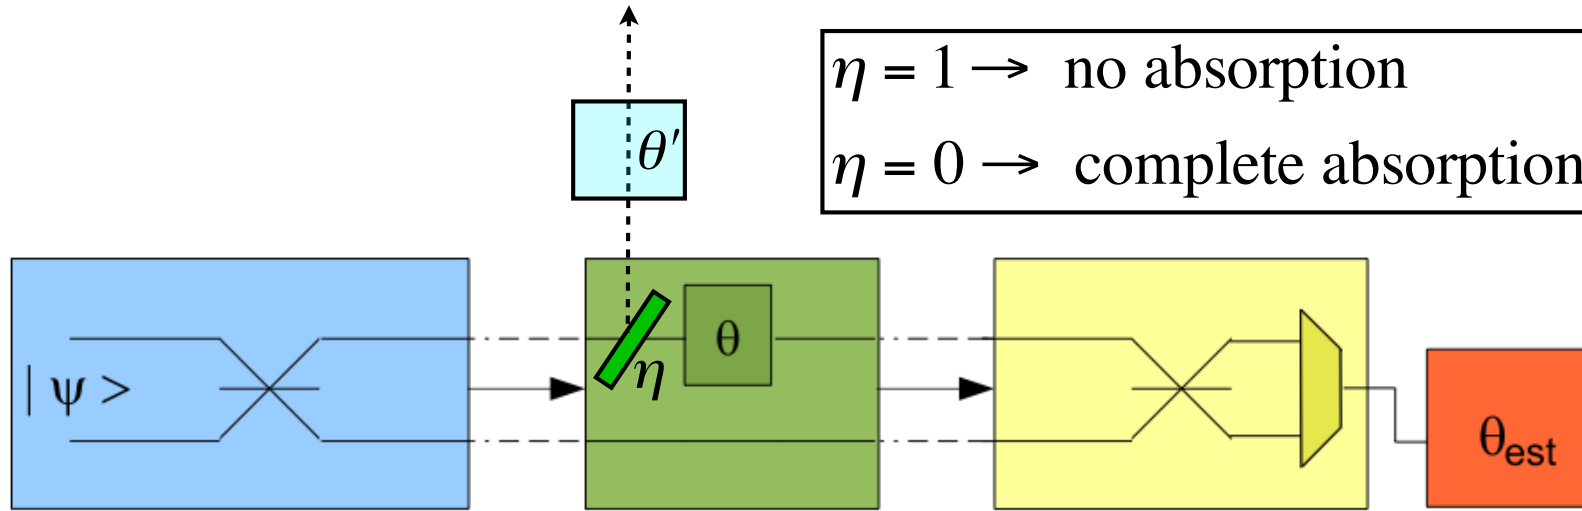 η = 1 → no absorption
η = 0 → complete absorption
θ′
θ
η
| ψ >
θest